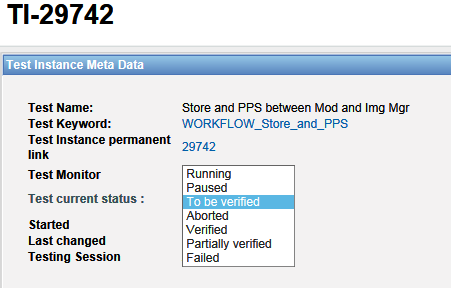 TI-29742
Test Instance Meta Data
Test Name: Store and PPS between Mod and Img Mgr
Test Keyword: WORKFLOW_Store_and_PPS
Test Instance permanent
link 29742
Test Monitor
Test current status :
Running
Paused
To be verified
Aborted
Verified
Partially verified
Failed
Started
Last changed
Testing Session